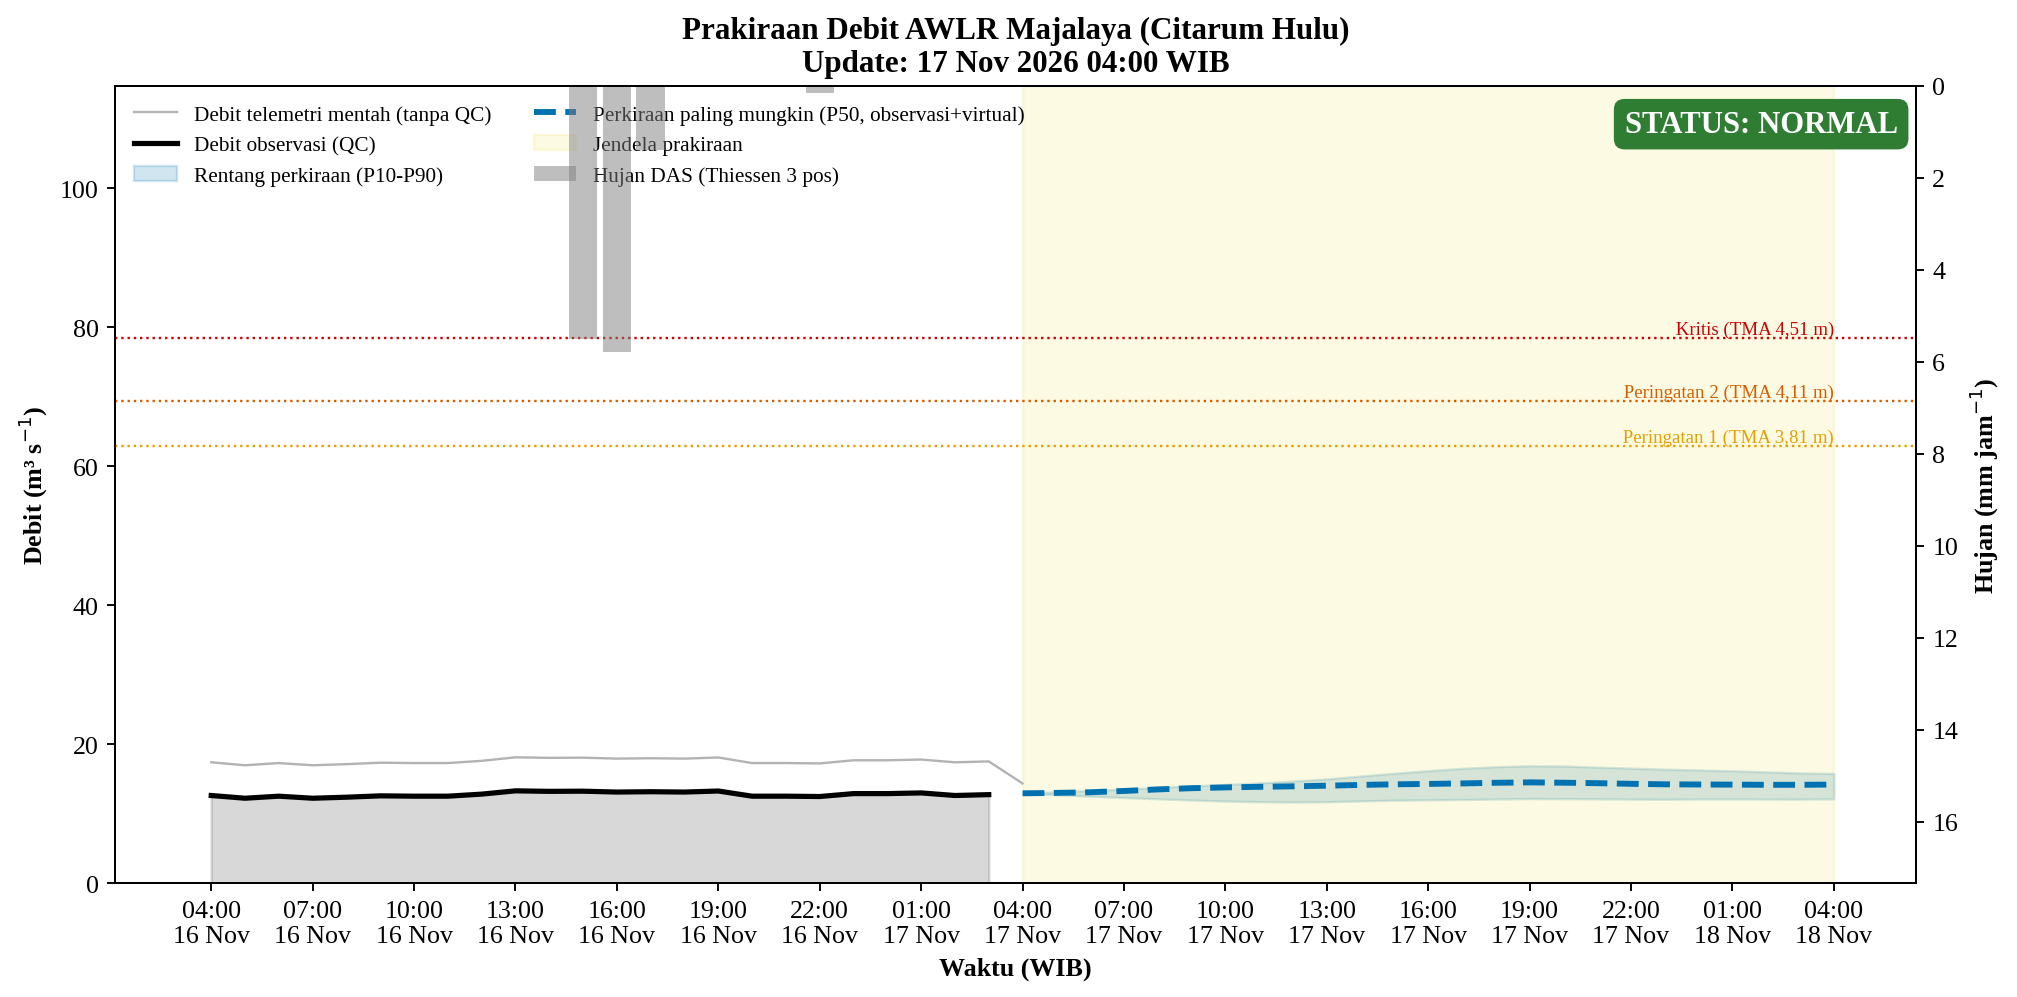 Prakiraan Debit AWLR Majalaya (Citarum Hulu)
Update: 17 Nov 2026 04:00 WIB
Debit telemetri mentah (tanpa QC)
Debit observasi (QC)
Rentang perkiraan (P10-P90)
Perkiraan paling mungkin (P50, observasi+virtual)
Jendela prakiraan
Hujan DAS (Thiessen 3 pos)
STATUS: NORMAL
Kritis (TMA 4,51 m)
Peringatan 2 (TMA 4,11 m)
Peringatan 1 (TMA 3,81 m)
Debit (m³ s⁻¹)
100
80
60
40
20
0
Hujan (mm jam⁻¹)
0
2
4
6
8
10
12
14
16
04:00 07:00 10:00 13:00 16:00 19:00 22:00 01:00 04:00 07:00 10:00 13:00 16:00 19:00 22:00 01:00 04:00
16 Nov 16 Nov 16 Nov 16 Nov 16 Nov 16 Nov 16 Nov 17 Nov 17 Nov 17 Nov 17 Nov 17 Nov 17 Nov 17 Nov 17 Nov 18 Nov 18 Nov
Waktu (WIB)